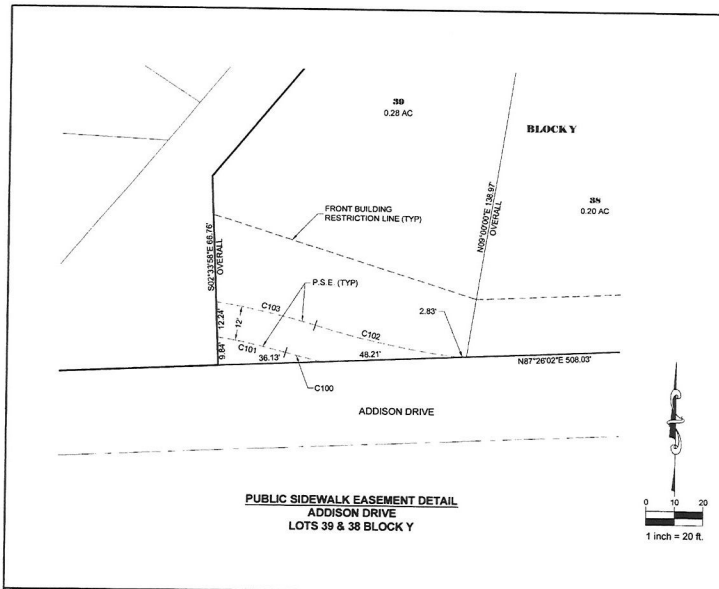 39
0.28 AC
BLOCK Y
38
0.20 AC
N09°00'00"E 138.97'
OVERALL
FRONT BUILDING
RESTRICTION LINE (TYP)
S02°33'58"E 66.76'
OVERALL
P.S.E. (TYP)
C103
12.24'
12'
C102
2.83'
9.84'
C101
36.13'
48.21'
N87°26'02"E 508.03'
C100
ADDISON DRIVE
PUBLIC SIDEWALK EASEMENT DETAIL
ADDISON DRIVE
LOTS 39 & 38 BLOCK Y
0 10 20
1 inch = 20 ft.